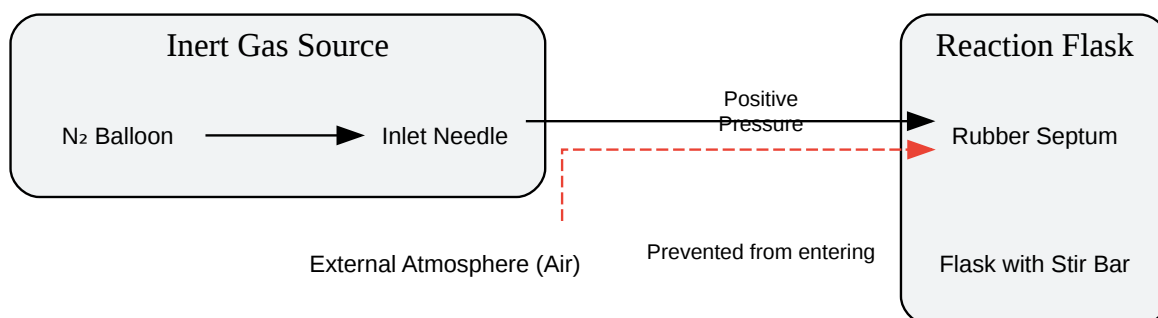 Inert Gas Source
Reaction Flask
N₂ Balloon
Inlet Needle
Positive
Pressure
Rubber Septum
External Atmosphere (Air)
Prevented from entering
Flask with Stir Bar